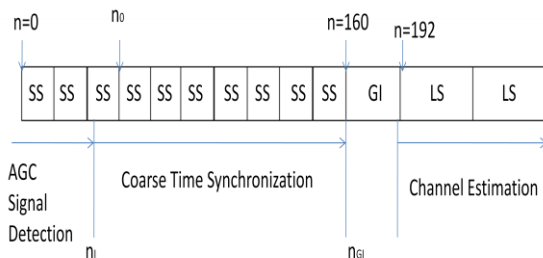 n=0 n₀ n=160 n=192
SS SS SS SS SS SS SS SS SS SS GI LS LS
AGC Coarse Time Synchronization Channel Estimation
Signal
Detection
n_I n_GI